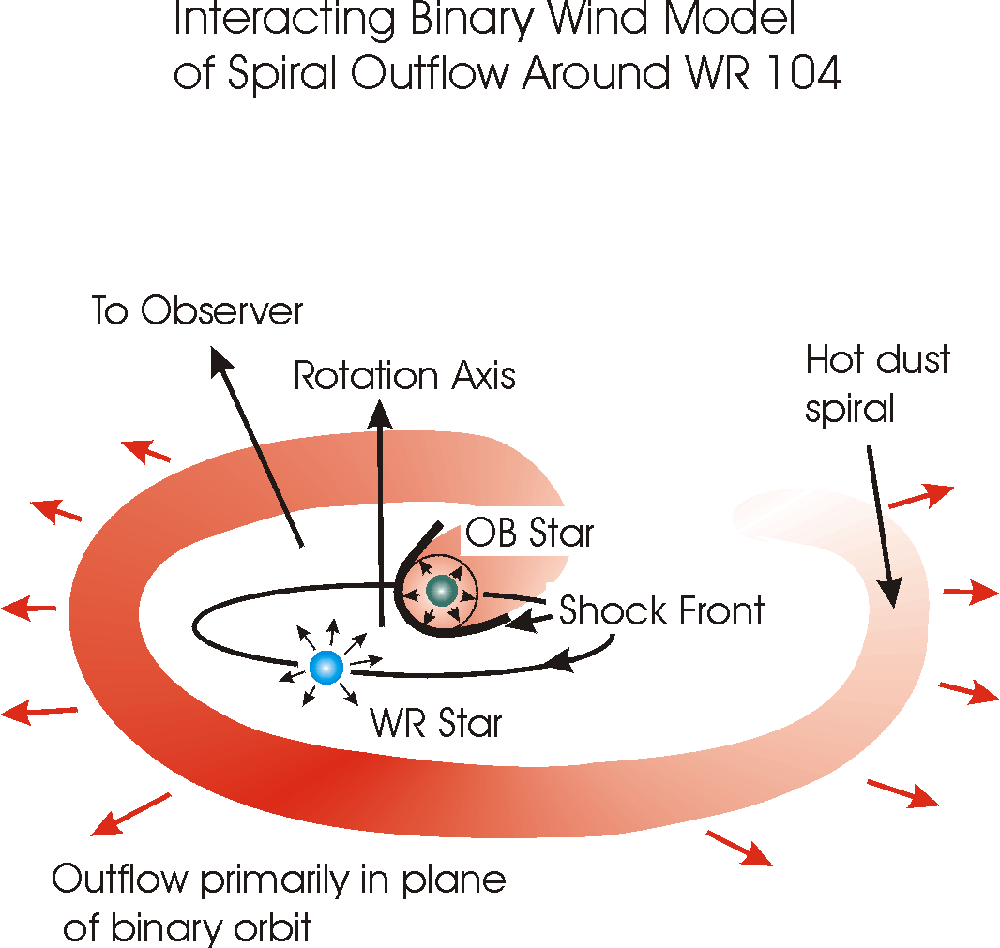 Interacting Binary Wind Model
of Spiral Outflow Around WR 104
To Observer
Rotation Axis
Hot dust
spiral
OB Star
Shock Front
WR Star
Outflow primarily in plane
of binary orbit